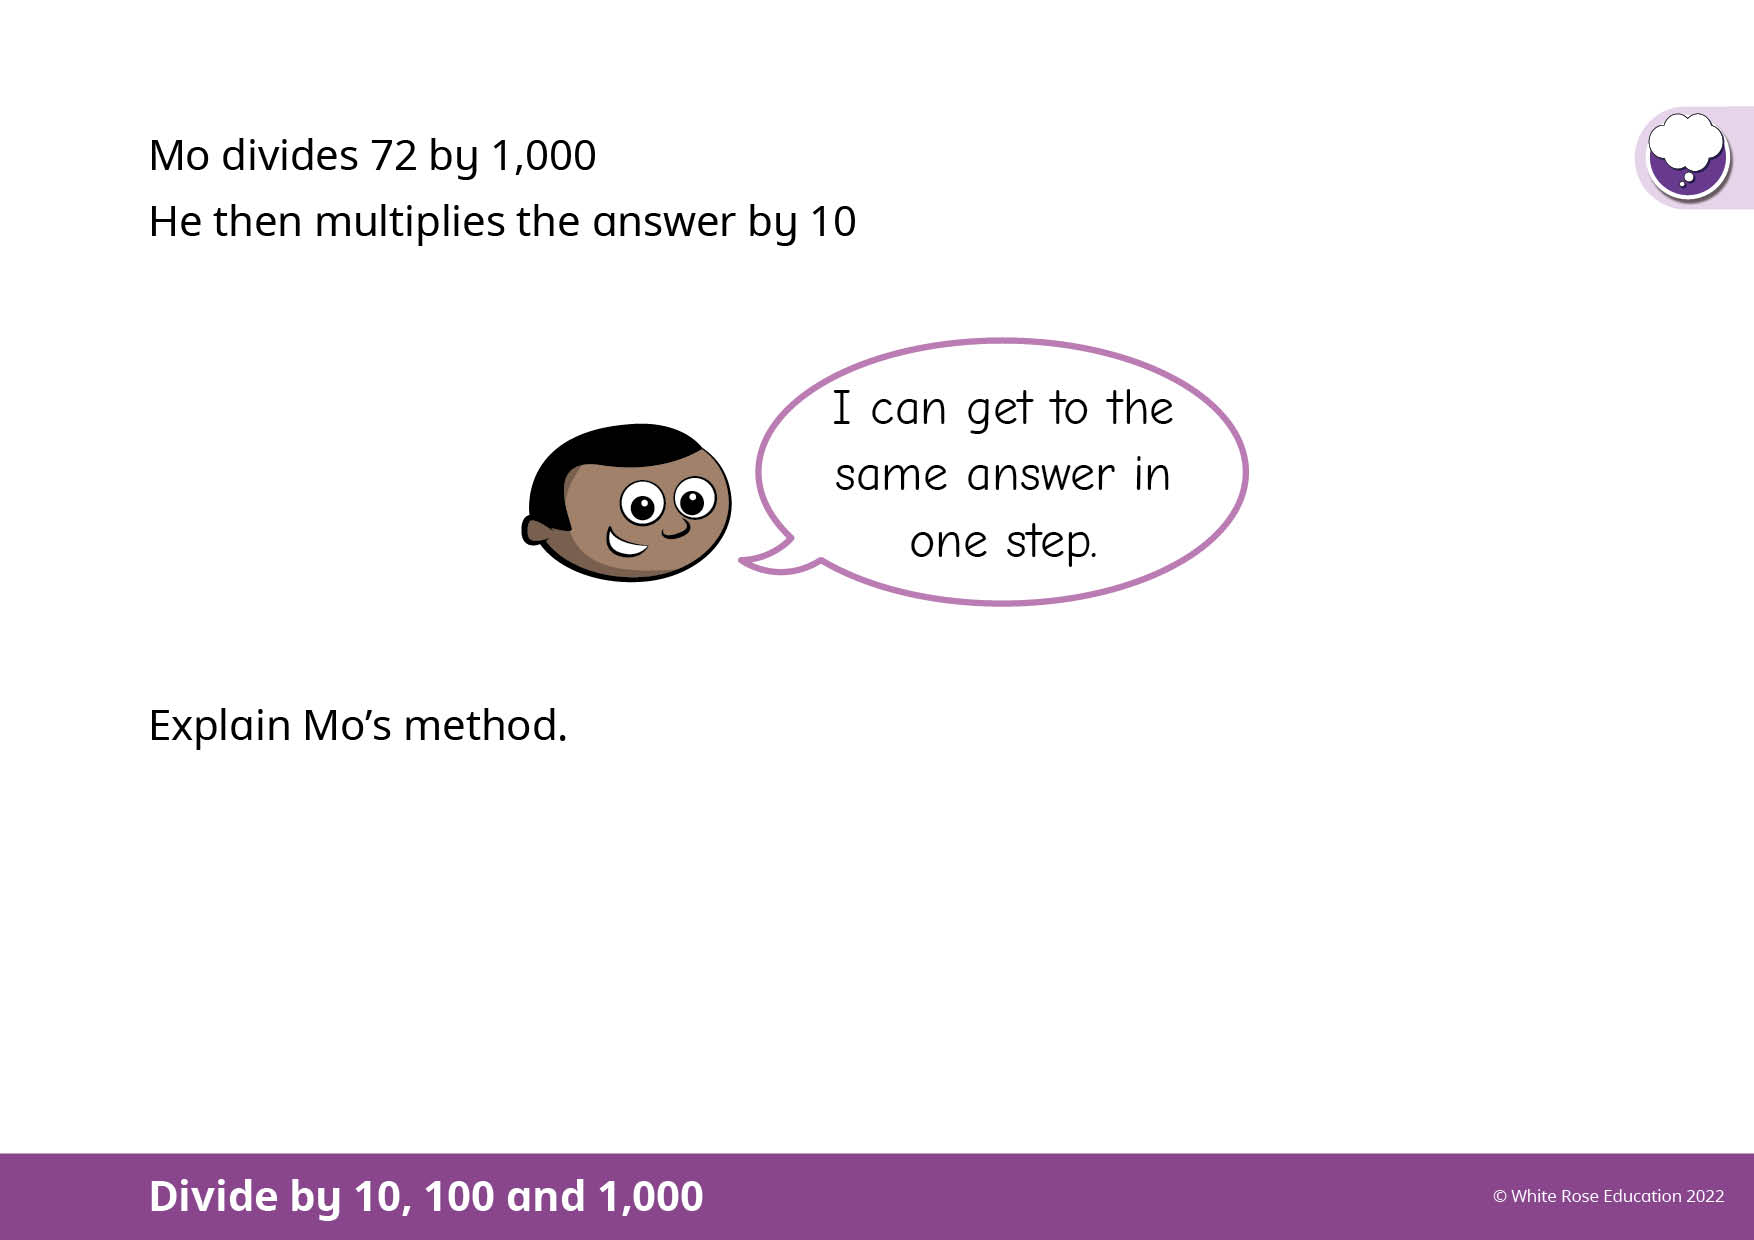 Mo divides 72 by 1,000
He then multiplies the answer by 10
I can get to the
same answer in
one step.
Explain Mo’s method.
Divide by 10, 100 and 1,000
© White Rose Education 2022